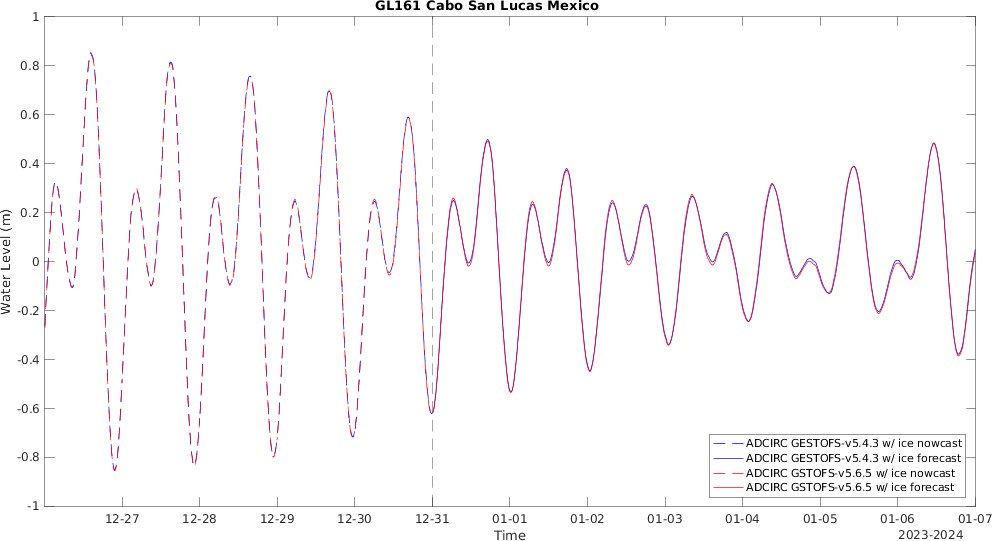 GL161 Cabo San Lucas Mexico
Water Level (m)
1
0.8
0.6
0.4
0.2
0
-0.2
-0.4
-0.6
-0.8
-1
ADCIRC GESTOFS-v5.4.3 w/ ice nowcast
ADCIRC GESTOFS-v5.4.3 w/ ice forecast
ADCIRC GSTOFS-v5.6.5 w/ ice nowcast
ADCIRC GSTOFS-v5.6.5 w/ ice forecast
12-27 12-28 12-29 12-30 12-31 01-01 01-02 01-03 01-04 01-05 01-06 01-07
Time
2023-2024